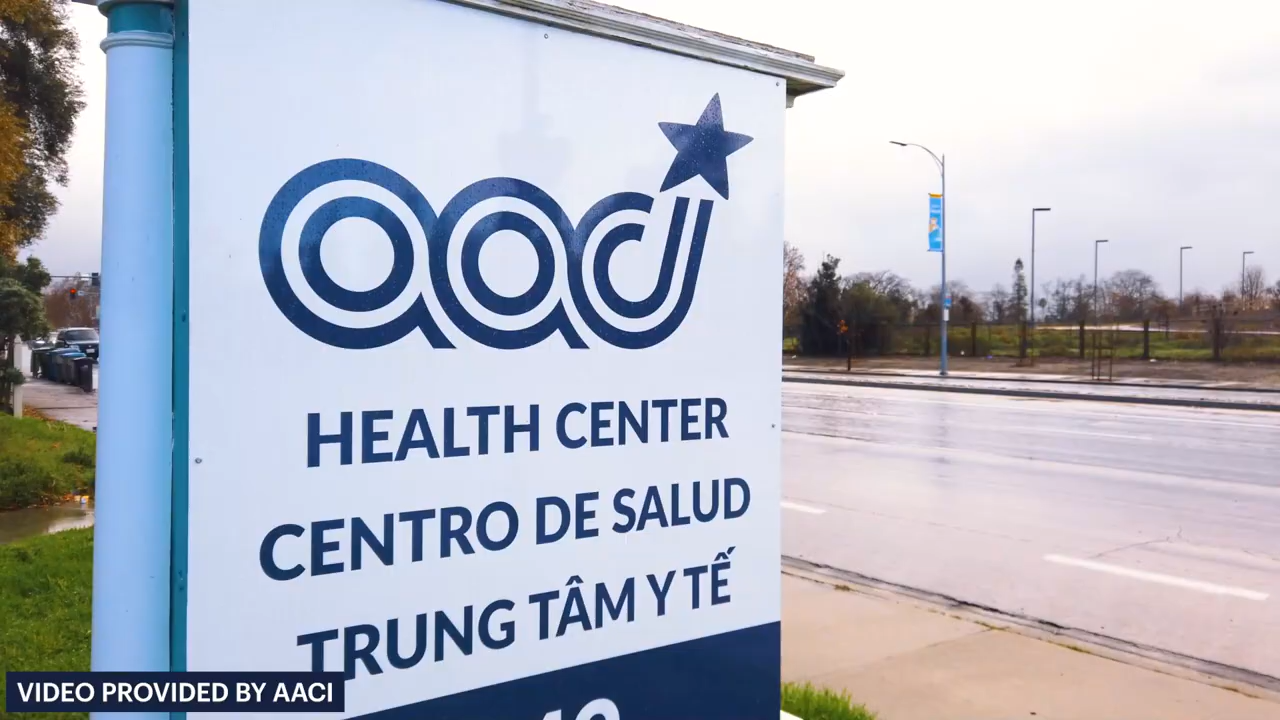 aaci
HEALTH CENTER
CENTRO DE SALUD
TRUNG TÂM Y TẾ
VIDEO PROVIDED BY AACI